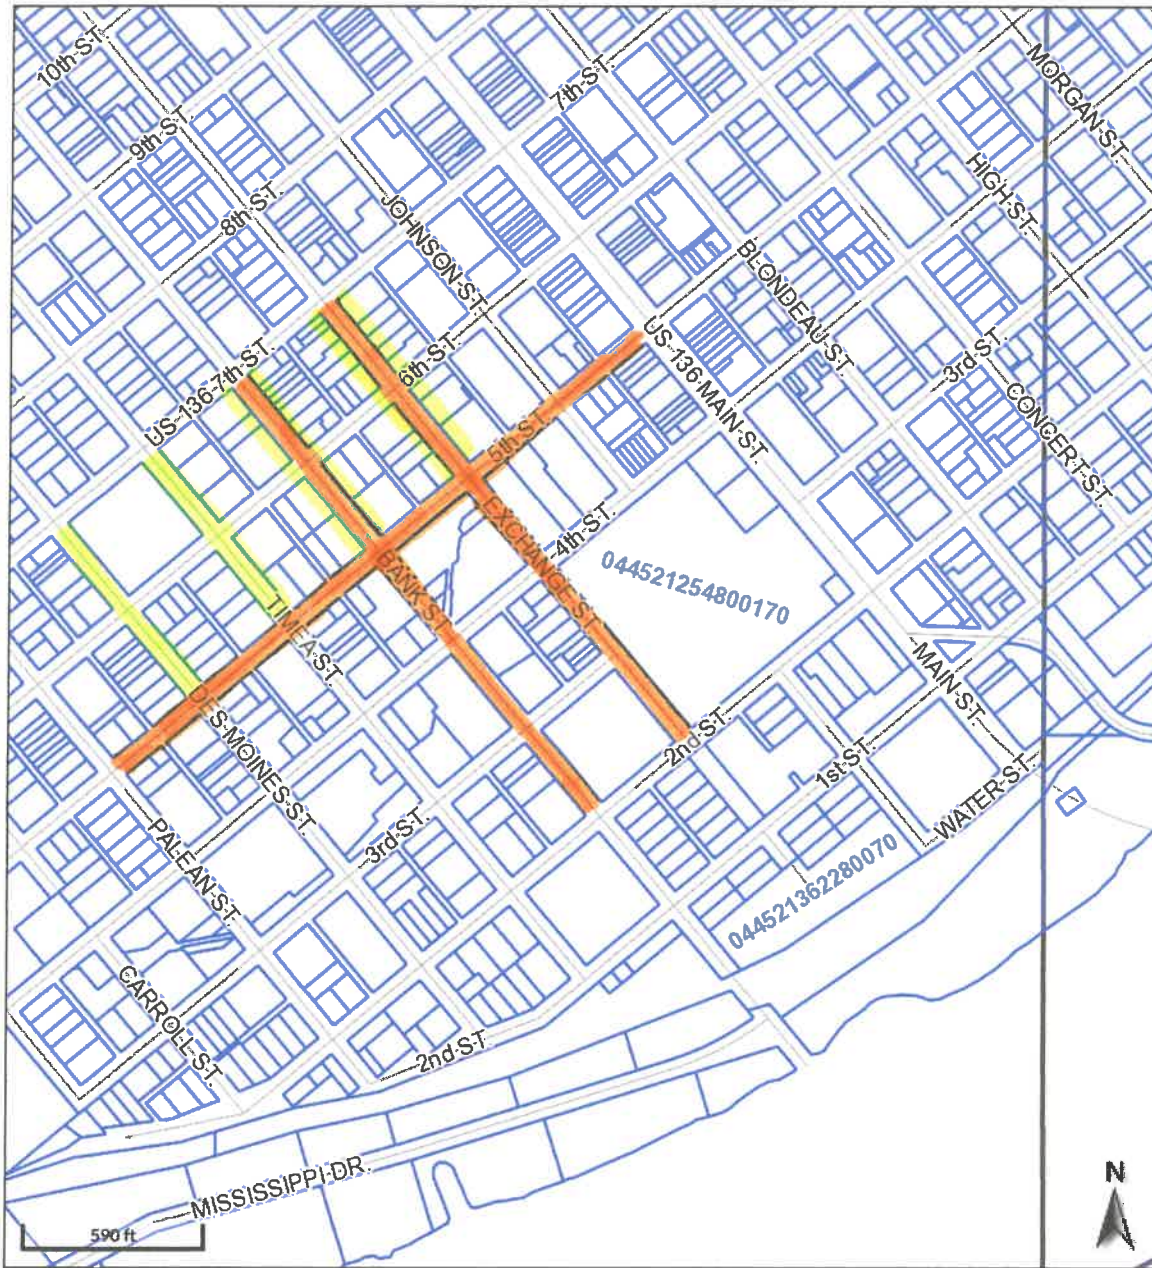 10th ST.
MORGAN ST.
7th ST.
9th ST.
HIGH ST.
8th ST.
JOHNSON ST.
BLONDEAU ST.
US-136-7th ST.
6th ST.
US-136-MAIN ST.
3rd ST.
CONCERT ST.
5th ST.
EXCHANGE ST.
4th ST.
044521254800170
BANK ST.
TIMEA ST.
MAIN ST.
DES MOINES ST.
2nd ST.
1st ST.
WATER ST.
PALEAN ST.
3rd ST.
044521362280070
CARROLL ST.
2nd ST.
MISSISSIPPI DR.
N
590 ft